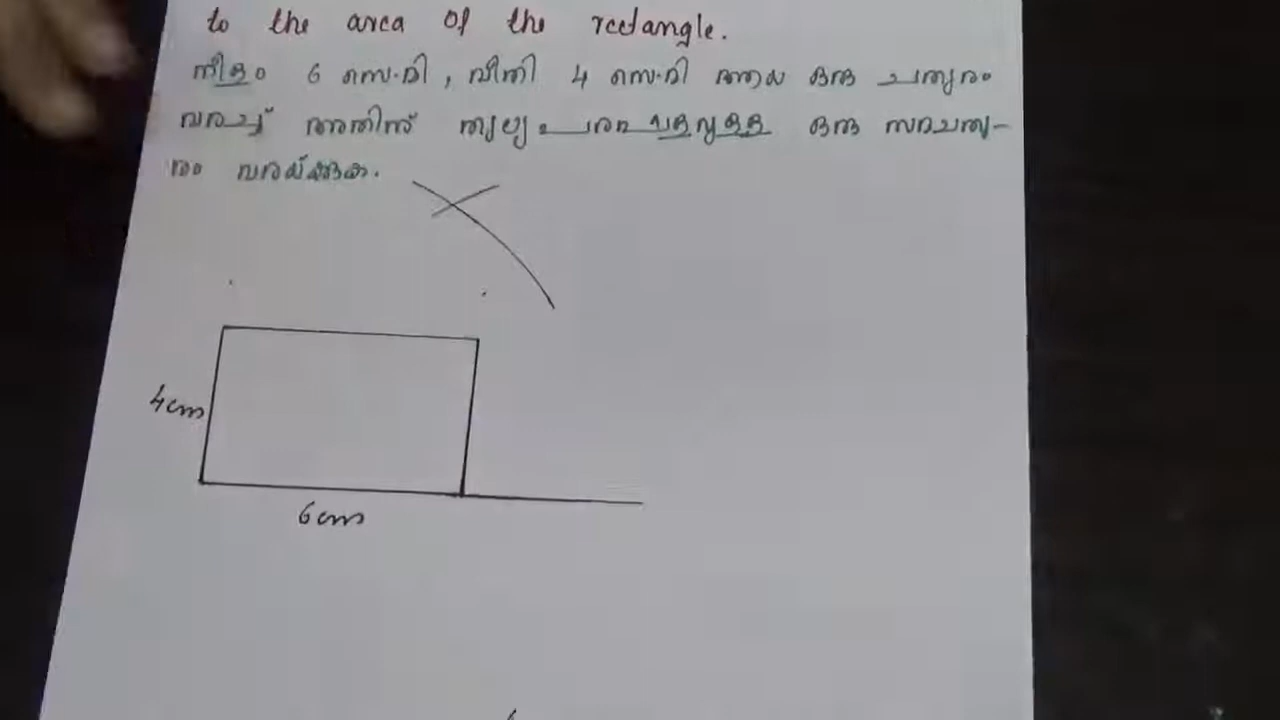 to the area of the rectangle.
നീളം 6 സെ.മി , വീതി 4 സെ.മി ആയ ഒരു ചതുരം
വരച്ച് അതിന് തുല്യ പരപ്പളവുള്ള ഒരു സമചതു-
രം വരയ്ക്കുക.
4cm
6cm